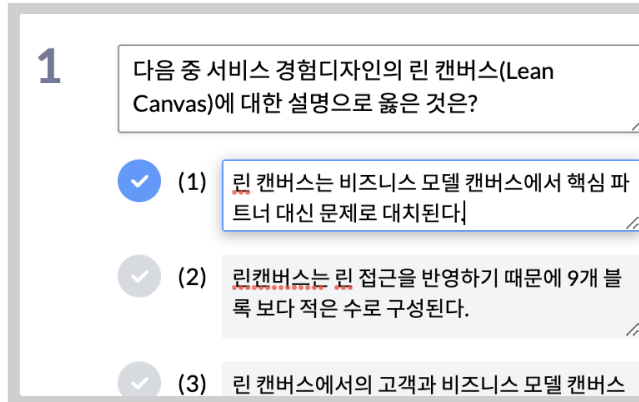 1
다음 중 서비스 경험디자인의 린 캔버스(Lean
Canvas)에 대한 설명으로 옳은 것은?
(1) 린 캔버스는 비즈니스 모델 캔버스에서 핵심 파
트너 대신 문제로 대치된다.
(2) 린캔버스는 린 접근을 반영하기 때문에 9개 블
록 보다 적은 수로 구성된다.
(3) 린 캔버스에서의 고객과 비즈니스 모델 캔버스